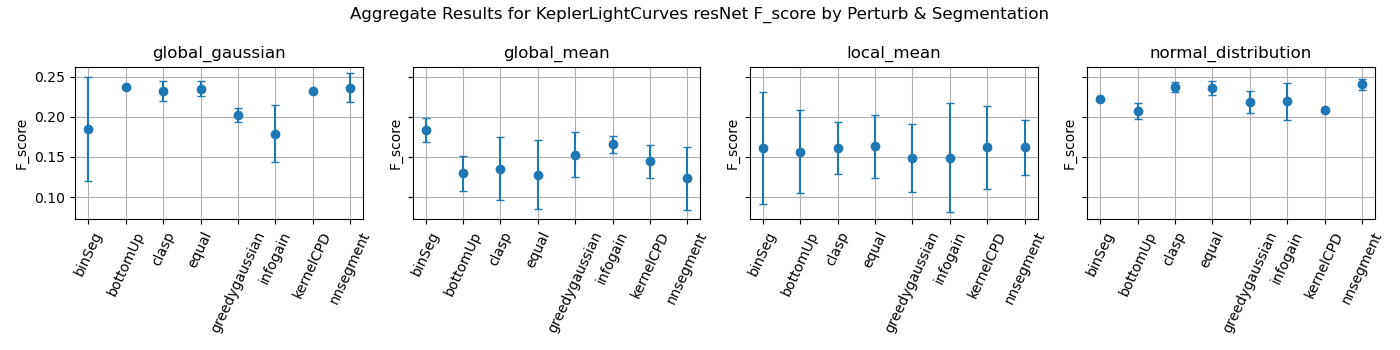 Aggregate Results for KeplerLightCurves resNet F_score by Perturb & Segmentation
global_gaussian
global_mean
local_mean
normal_distribution
F_score
0.25
0.20
0.15
0.10
F_score
F_score
F_score
binSeg
bottomUp
clasp
equal
greedygaussian
infogain
kernelCPD
nnsegment
binSeg
bottomUp
clasp
equal
greedygaussian
infogain
kernelCPD
nnsegment
binSeg
bottomUp
clasp
equal
greedygaussian
infogain
kernelCPD
nnsegment
binSeg
bottomUp
clasp
equal
greedygaussian
infogain
kernelCPD
nnsegment